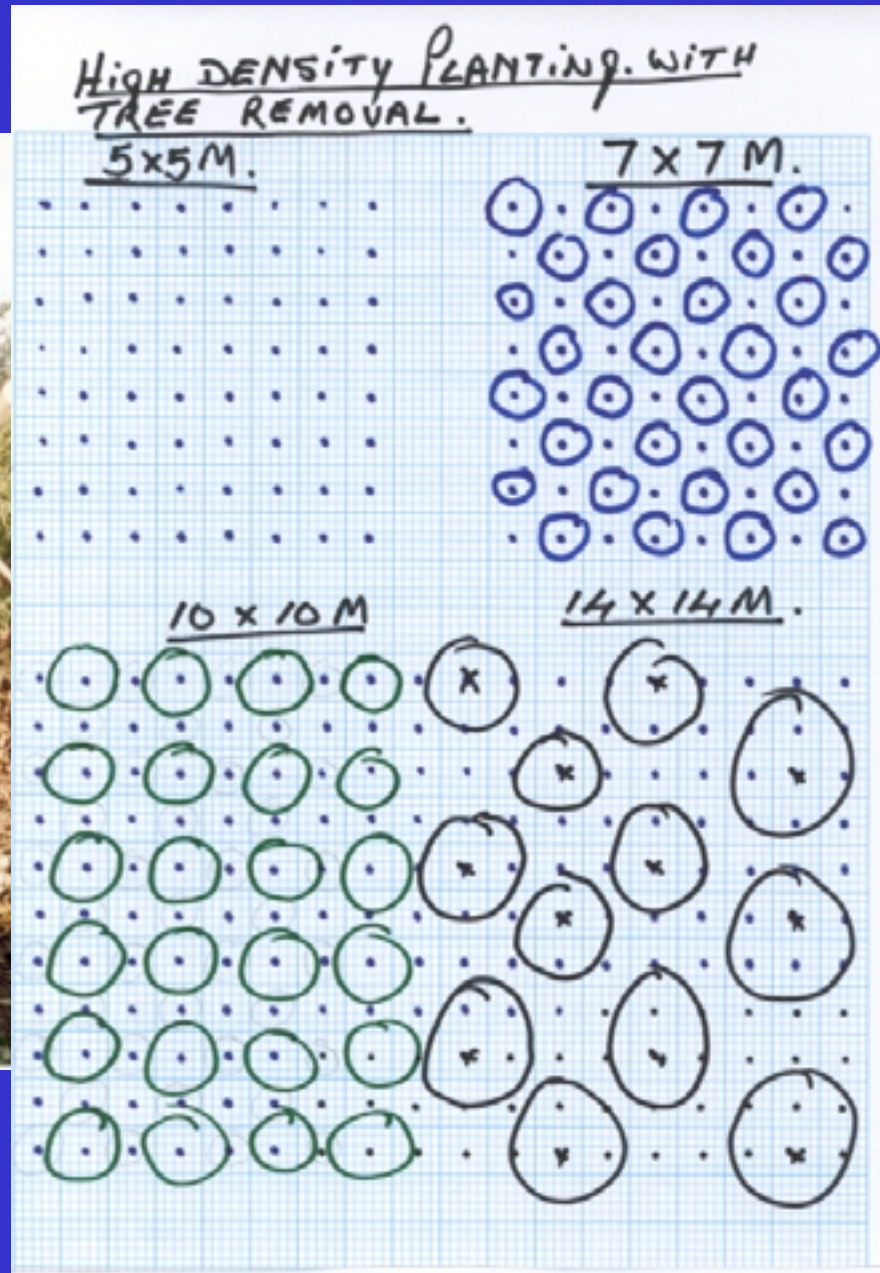 HigH DENSiTY PLANTiNg. WiTH
TREE REMOVAL.
5x5M.
7 x 7 M.
10 x 10 M
14 x 14 M.